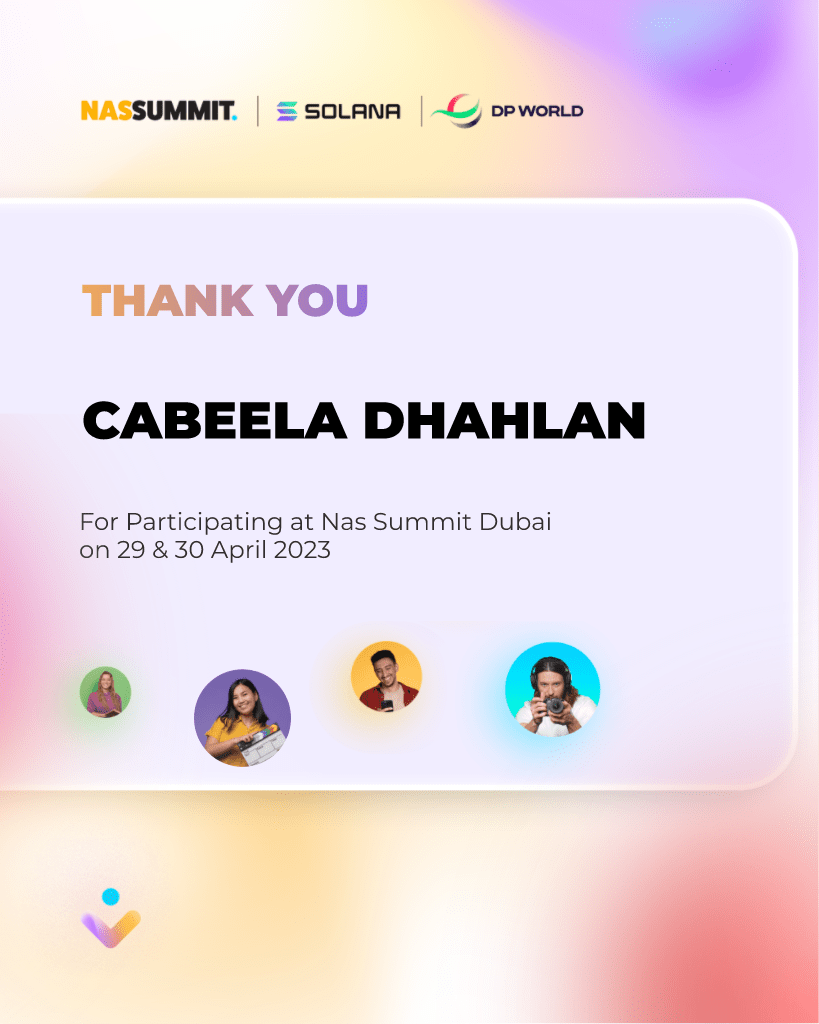 NASSUMMIT. | SOLANA | DP WORLD
THANK YOU
CABEELA DHAHLAN
For Participating at Nas Summit Dubai
on 29 & 30 April 2023